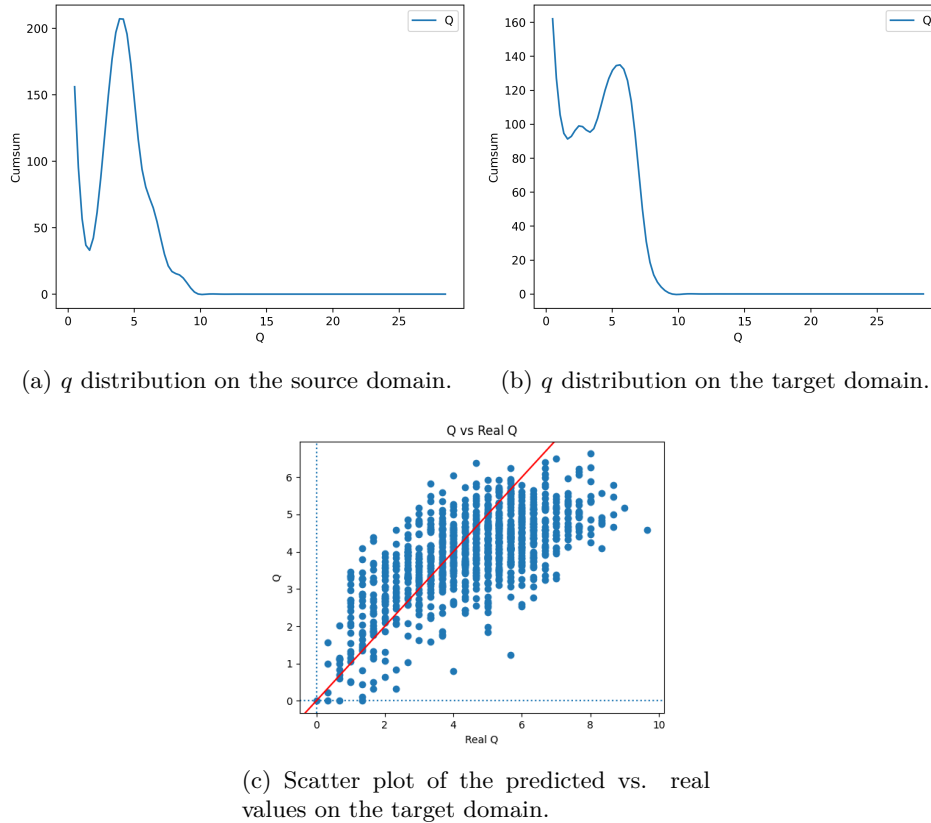 Q
Cumsum
200
150
100
50
0
0 5 10 15 20 25
Q
Q
Cumsum
160
140
120
100
80
60
40
20
0
0 5 10 15 20 25
Q
(a) q distribution on the source domain.
(b) q distribution on the target domain.
Q vs Real Q
Q
6
5
4
3
2
1
0
0 2 4 6 8 10
Real Q
(c) Scatter plot of the predicted vs. real
values on the target domain.